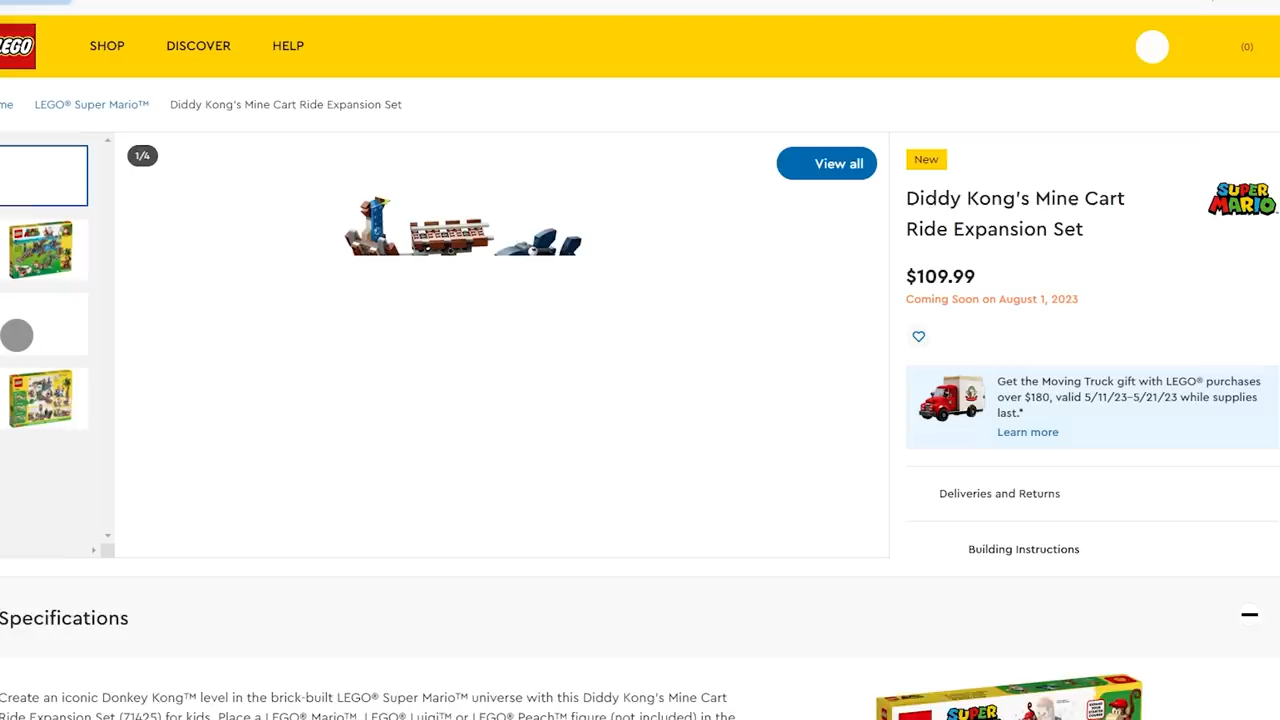 LEGO
SHOP
DISCOVER
HELP
(0)
me
LEGO® Super Mario™
Diddy Kong's Mine Cart Ride Expansion Set
1/4
View all
New
Diddy Kong's Mine Cart
Ride Expansion Set
SUPER
MARIO
$109.99
Coming Soon on August 1, 2023
Get the Moving Truck gift with LEGO® purchases
over $180, valid 5/11/23–5/21/23 while supplies
last.*
Learn more
Deliveries and Returns
Building Instructions
Specifications
Create an iconic Donkey Kong™ level in the brick-built LEGO® Super Mario™ universe with this Diddy Kong's Mine Cart
Ride Expansion Set (71425) for kids. Place a LEGO® Mario™, LEGO® Luigi™ or LEGO® Peach™ figure (not included) in the
SUPER